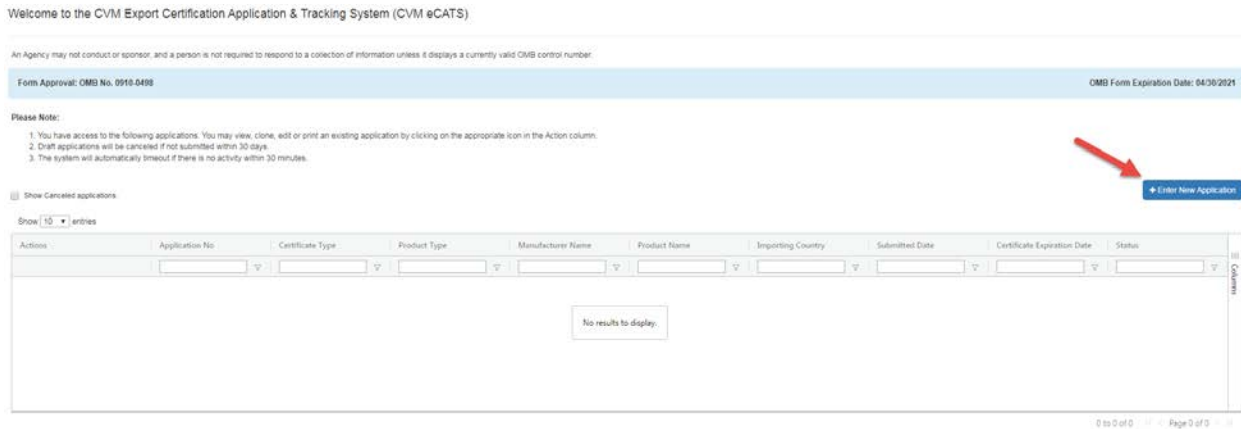 Welcome to the CVM Export Certification Application & Tracking System (CVM eCATS)
An Agency may not conduct or sponsor, and a person is not required to respond to a collection of information unless it displays a currently valid OMB control number.
Form Approval: OMB No. 0910-0498
OMB Form Expiration Date: 04/30/2021
Please Note:
1. You have access to the following applications. You may view, clone, edit or print an existing application by clicking on the appropriate icon in the Action column.
2. Draft applications will be canceled if not submitted within 30 days.
3. The system will automatically timeout if there is no activity within 30 minutes.
+ Enter New Application
Show Canceled applications
Show 10 entries
Actions Application No Certificate Type Product Type Manufacturer Name Product Name Importing Country Submitted Date Certificate Expiration Date Status
Columns
No results to display.
0 to 0 of 0 Page 0 of 0